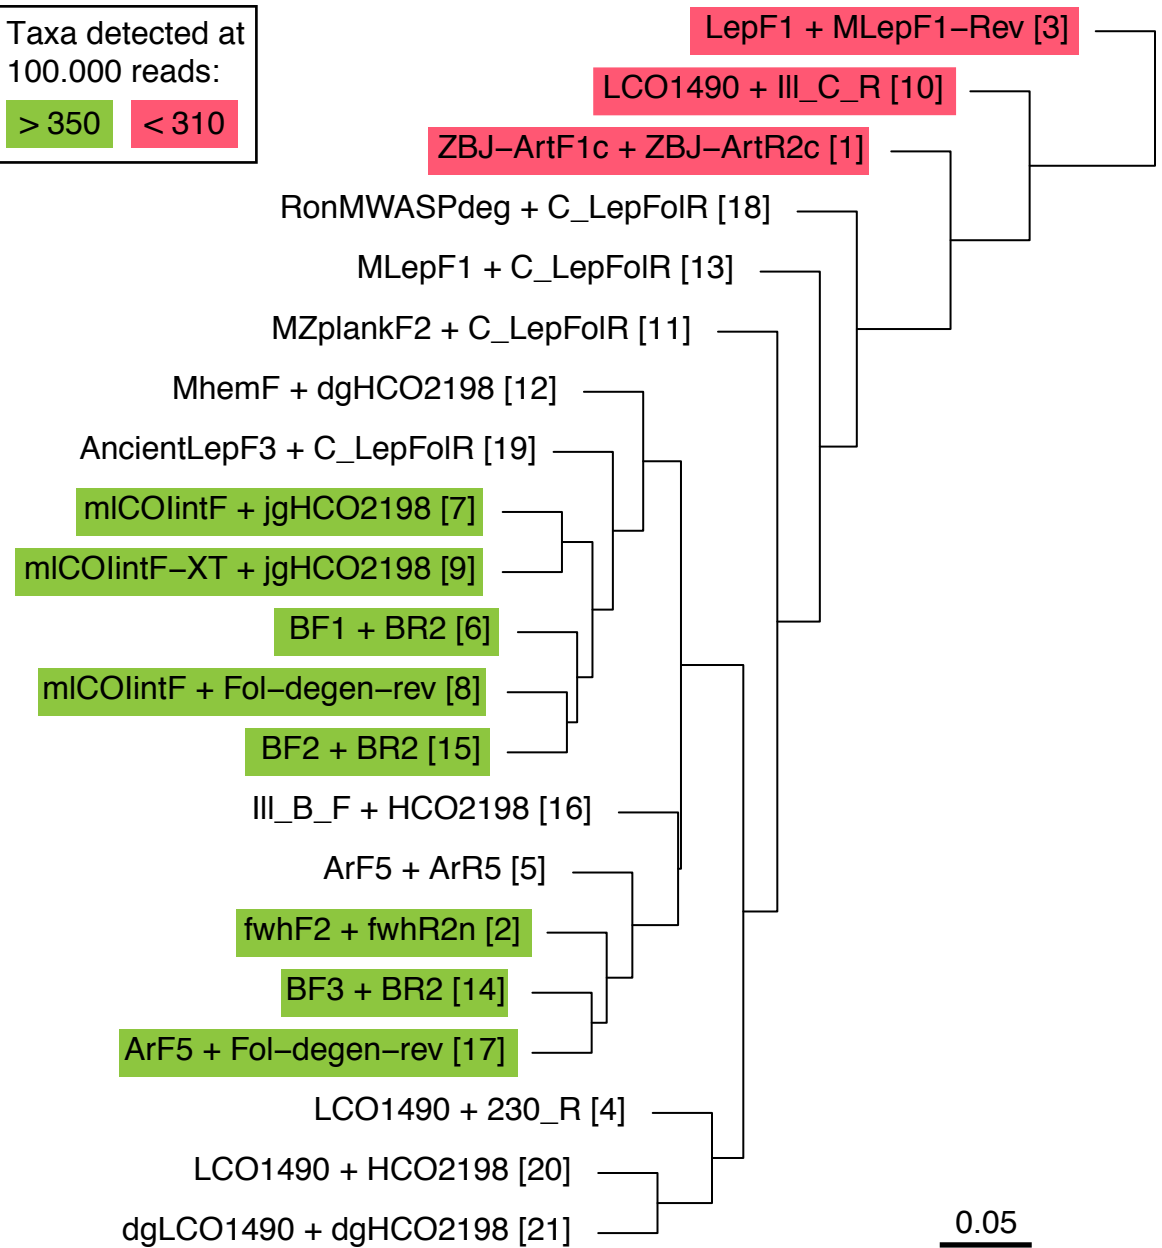 Taxa detected at
100.000 reads:
> 350 < 310
LepF1 + MLepF1−Rev [3]
LCO1490 + Ill_C_R [10]
ZBJ−ArtF1c + ZBJ−ArtR2c [1]
RonMWASPdeg + C_LepFolR [18]
MLepF1 + C_LepFolR [13]
MZplankF2 + C_LepFolR [11]
MhemF + dgHCO2198 [12]
AncientLepF3 + C_LepFolR [19]
mlCOIintF + jgHCO2198 [7]
mlCOIintF−XT + jgHCO2198 [9]
BF1 + BR2 [6]
mlCOIintF + Fol−degen−rev [8]
BF2 + BR2 [15]
Ill_B_F + HCO2198 [16]
ArF5 + ArR5 [5]
fwhF2 + fwhR2n [2]
BF3 + BR2 [14]
ArF5 + Fol−degen−rev [17]
LCO1490 + 230_R [4]
LCO1490 + HCO2198 [20]
dgLCO1490 + dgHCO2198 [21]
0.05